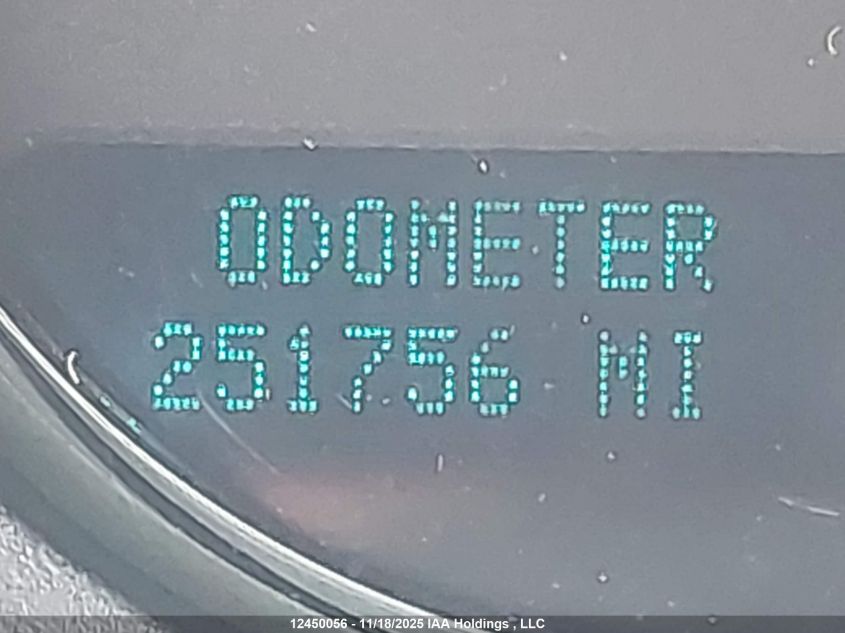 ODOMETER
251756 MI
12450056 - 11/18/2025 IAA Holdings , LLC